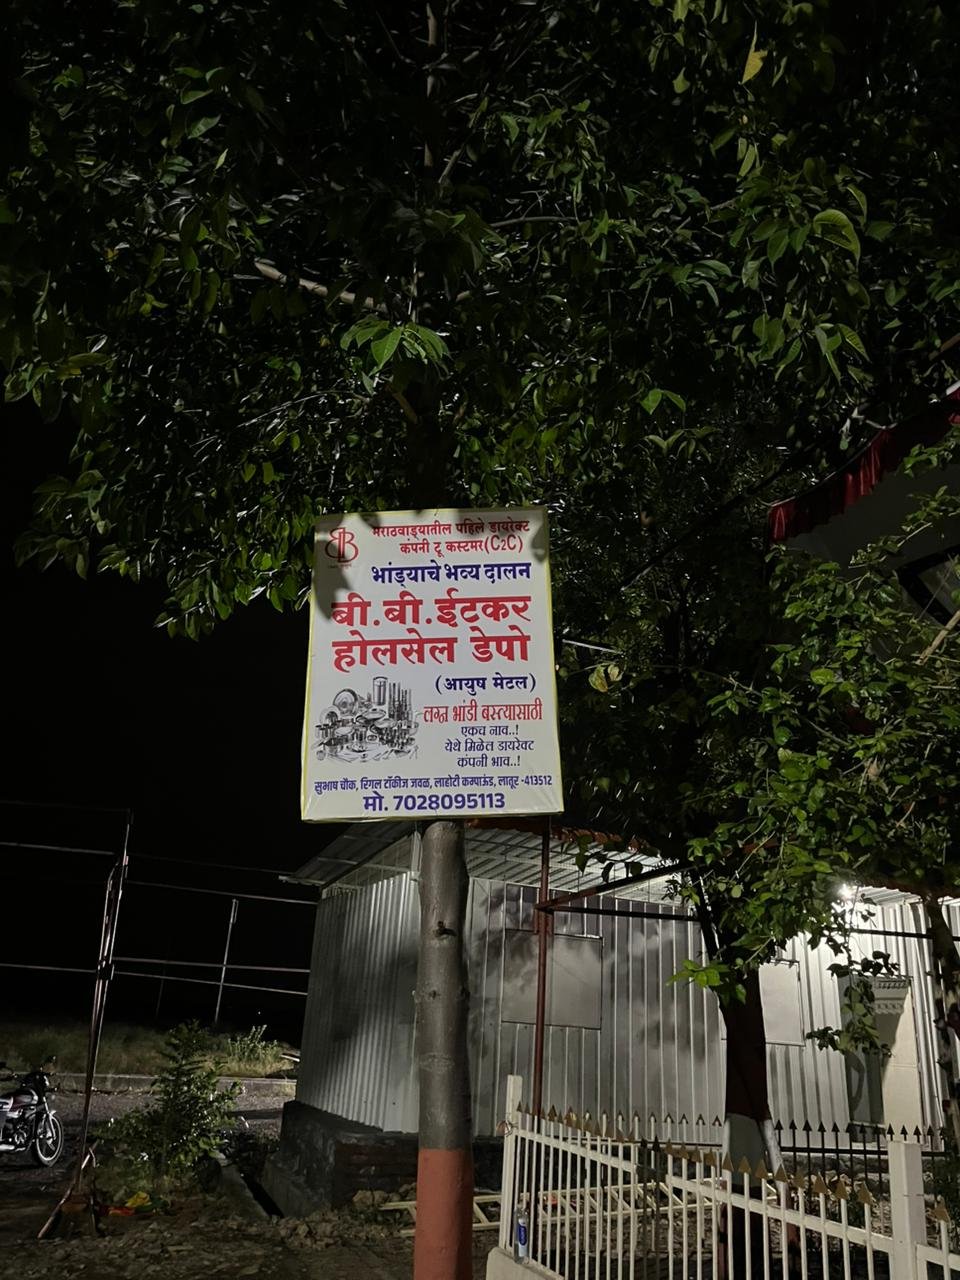 मराठवाड्यातील पहिले डायरेक्ट
कंपनी टू कस्टमर(C2C)
भांड्याचे भव्य दालन
बी.बी.ईटकर
होलसेल डेपो
(आयुष मेटल)
लग्न भांडी बस्त्यासाठी
एकच नाव..!
येथे मिळेल डायरेक्ट
कंपनी भाव..!
सुभाष चौक, रिगल टॉकीज जवळ, लाहोटी कम्पाऊंड, लातूर -413512
मो. 7028095113